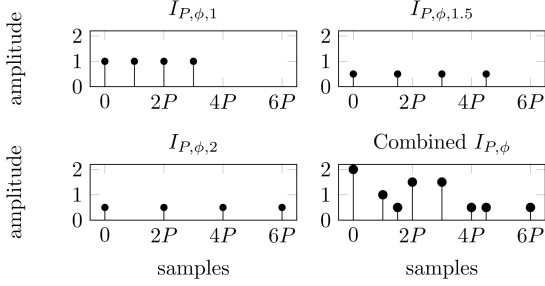 I_{P,ϕ,1} I_{P,ϕ,1.5}
amplitude
2
1
0
0 2P 4P 6P
2
1
0
0 2P 4P 6P
I_{P,ϕ,2} Combined I_{P,ϕ}
amplitude
2
1
0
0 2P 4P 6P
samples
2
1
0
0 2P 4P 6P
samples